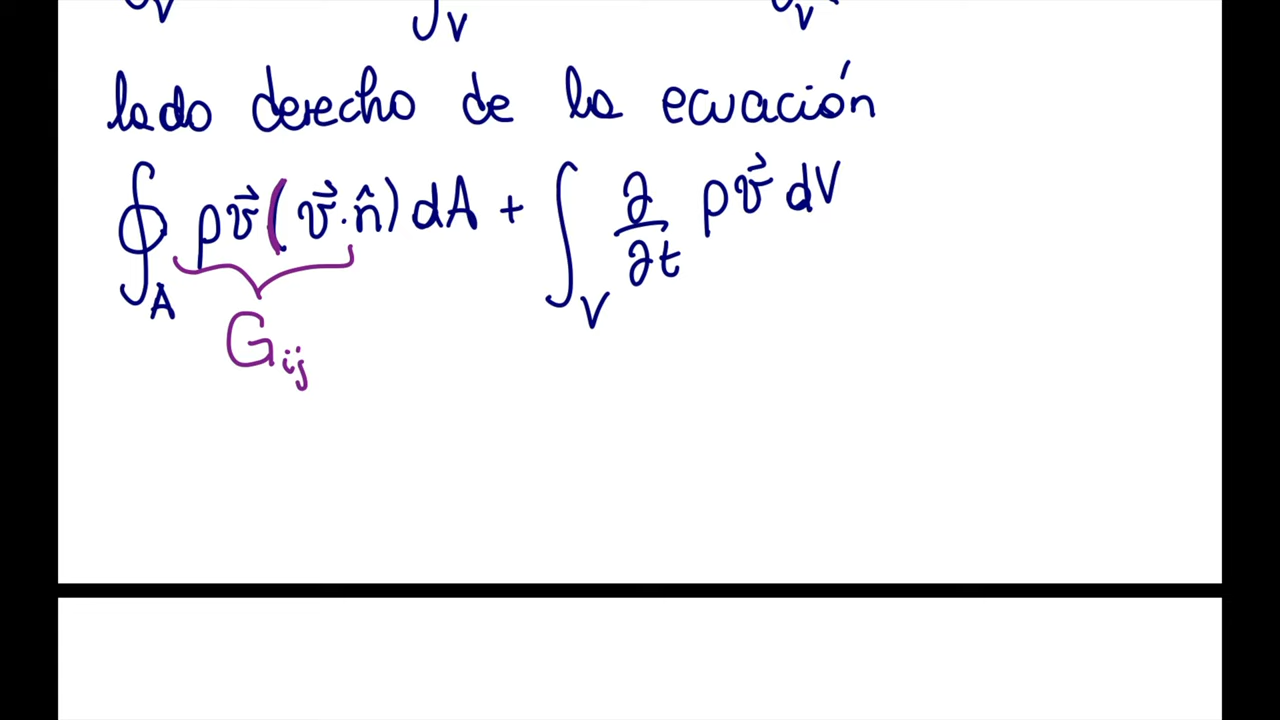 lado derecho de la ecuación
∮_A ρv⃗(v⃗·n̂)dA + ∫_V ∂/∂t ρv⃗ dV
G_ij